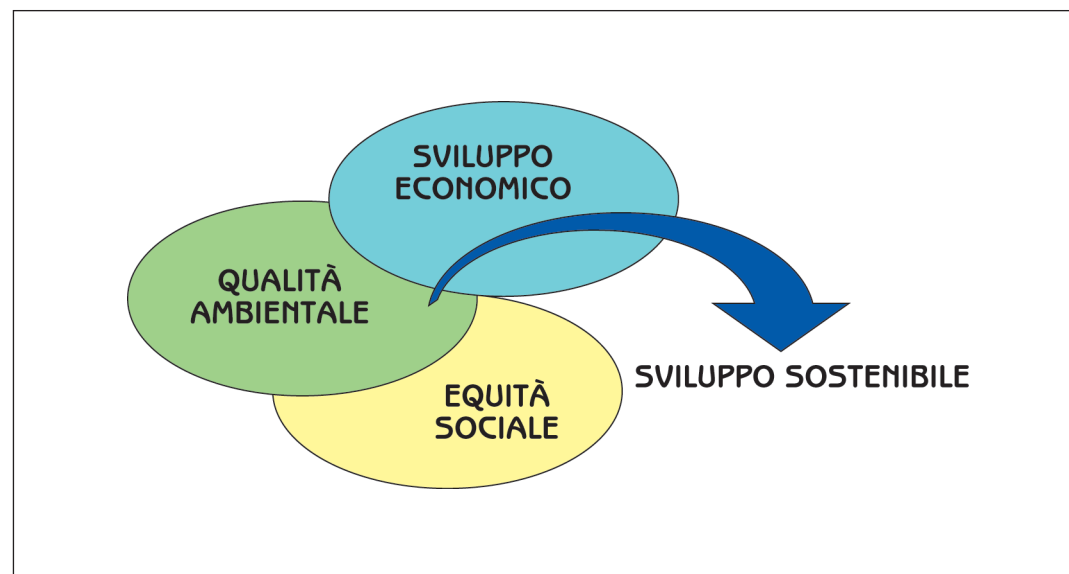 SVILUPPO
ECONOMICO
QUALITÀ
AMBIENTALE
EQUITÀ
SOCIALE
SVILUPPO SOSTENIBILE